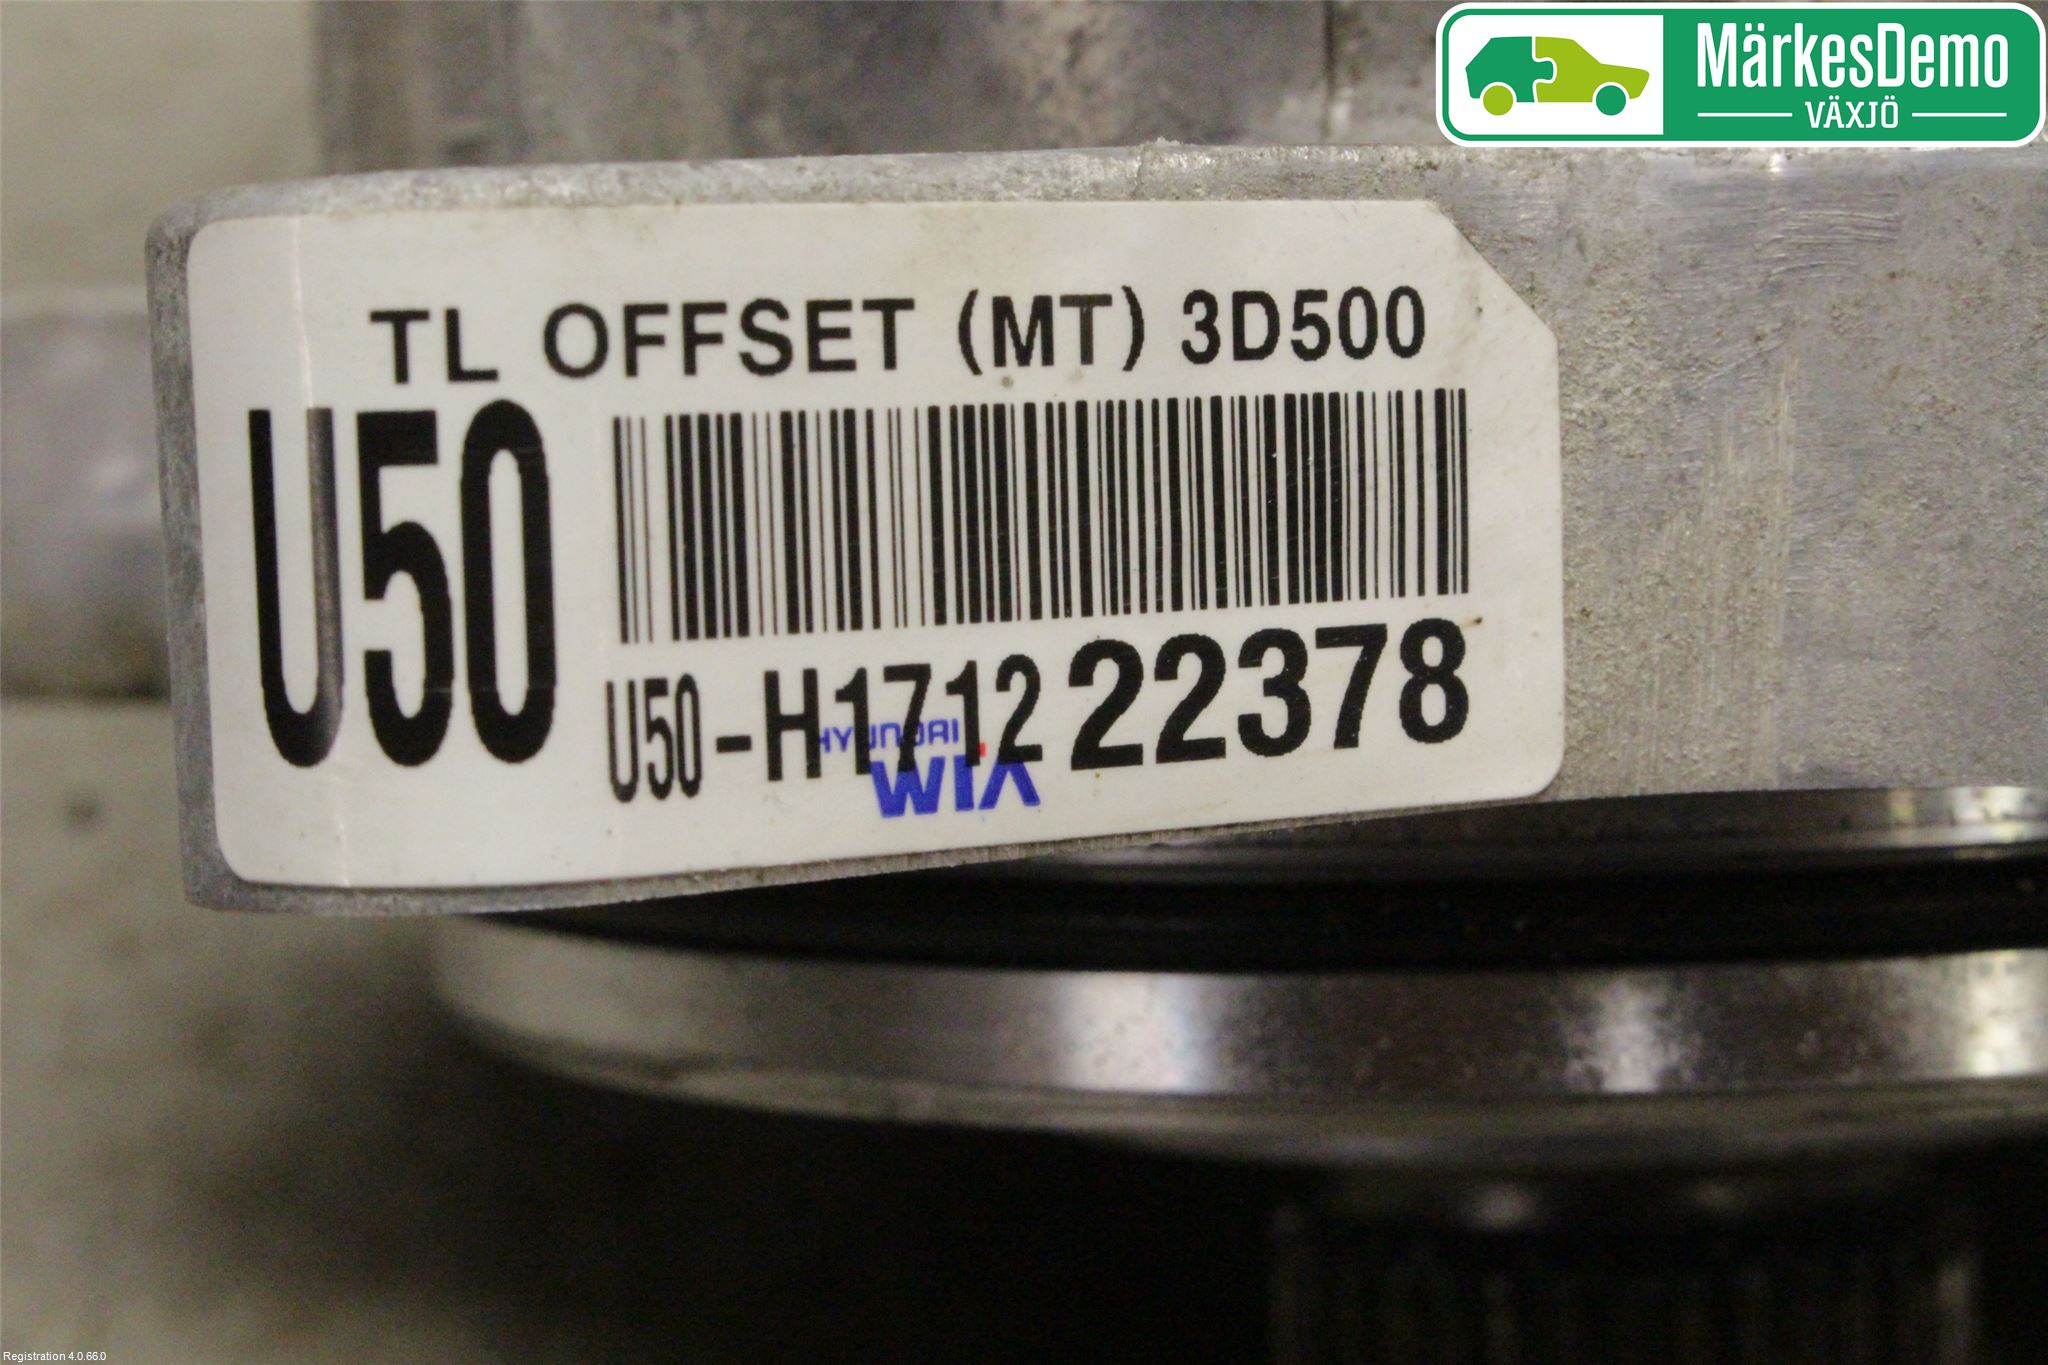 MärkesDemo
VÄXJÖ
TL OFFSET (MT) 3D500
U50
U50-H1712 22378
HYUNDAI
WIA
Registration 4.0.66.0